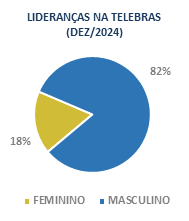 LIDERANÇAS NA TELEBRAS
(DEZ/2024)
82%
18%
FEMININO MASCULINO